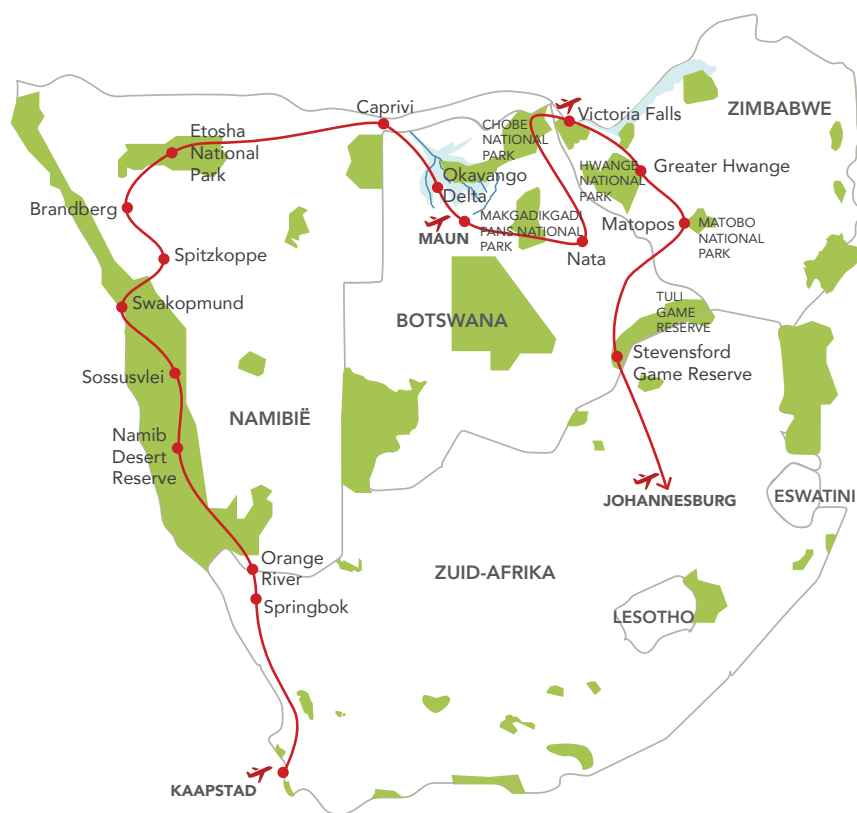 Caprivi
Victoria Falls
ZIMBABWE
CHOBE
NATIONAL
PARK
Etosha
National
Park
Greater Hwange
HWANGE
NATIONAL
PARK
Okavango
Delta
Brandberg
MAKGADIKGADI
PANS NATIONAL
PARK
Matopos
MATOBO
NATIONAL
PARK
MAUN
Nata
Spitzkoppe
Swakopmund
TULI
GAME
RESERVE
BOTSWANA
Stevensford
Game Reserve
Sossusvlei
NAMIBIË
Namib
Desert
Reserve
JOHANNESBURG
ESWATINI
Orange
River
ZUID-AFRIKA
Springbok
LESOTHO
KAAPSTAD